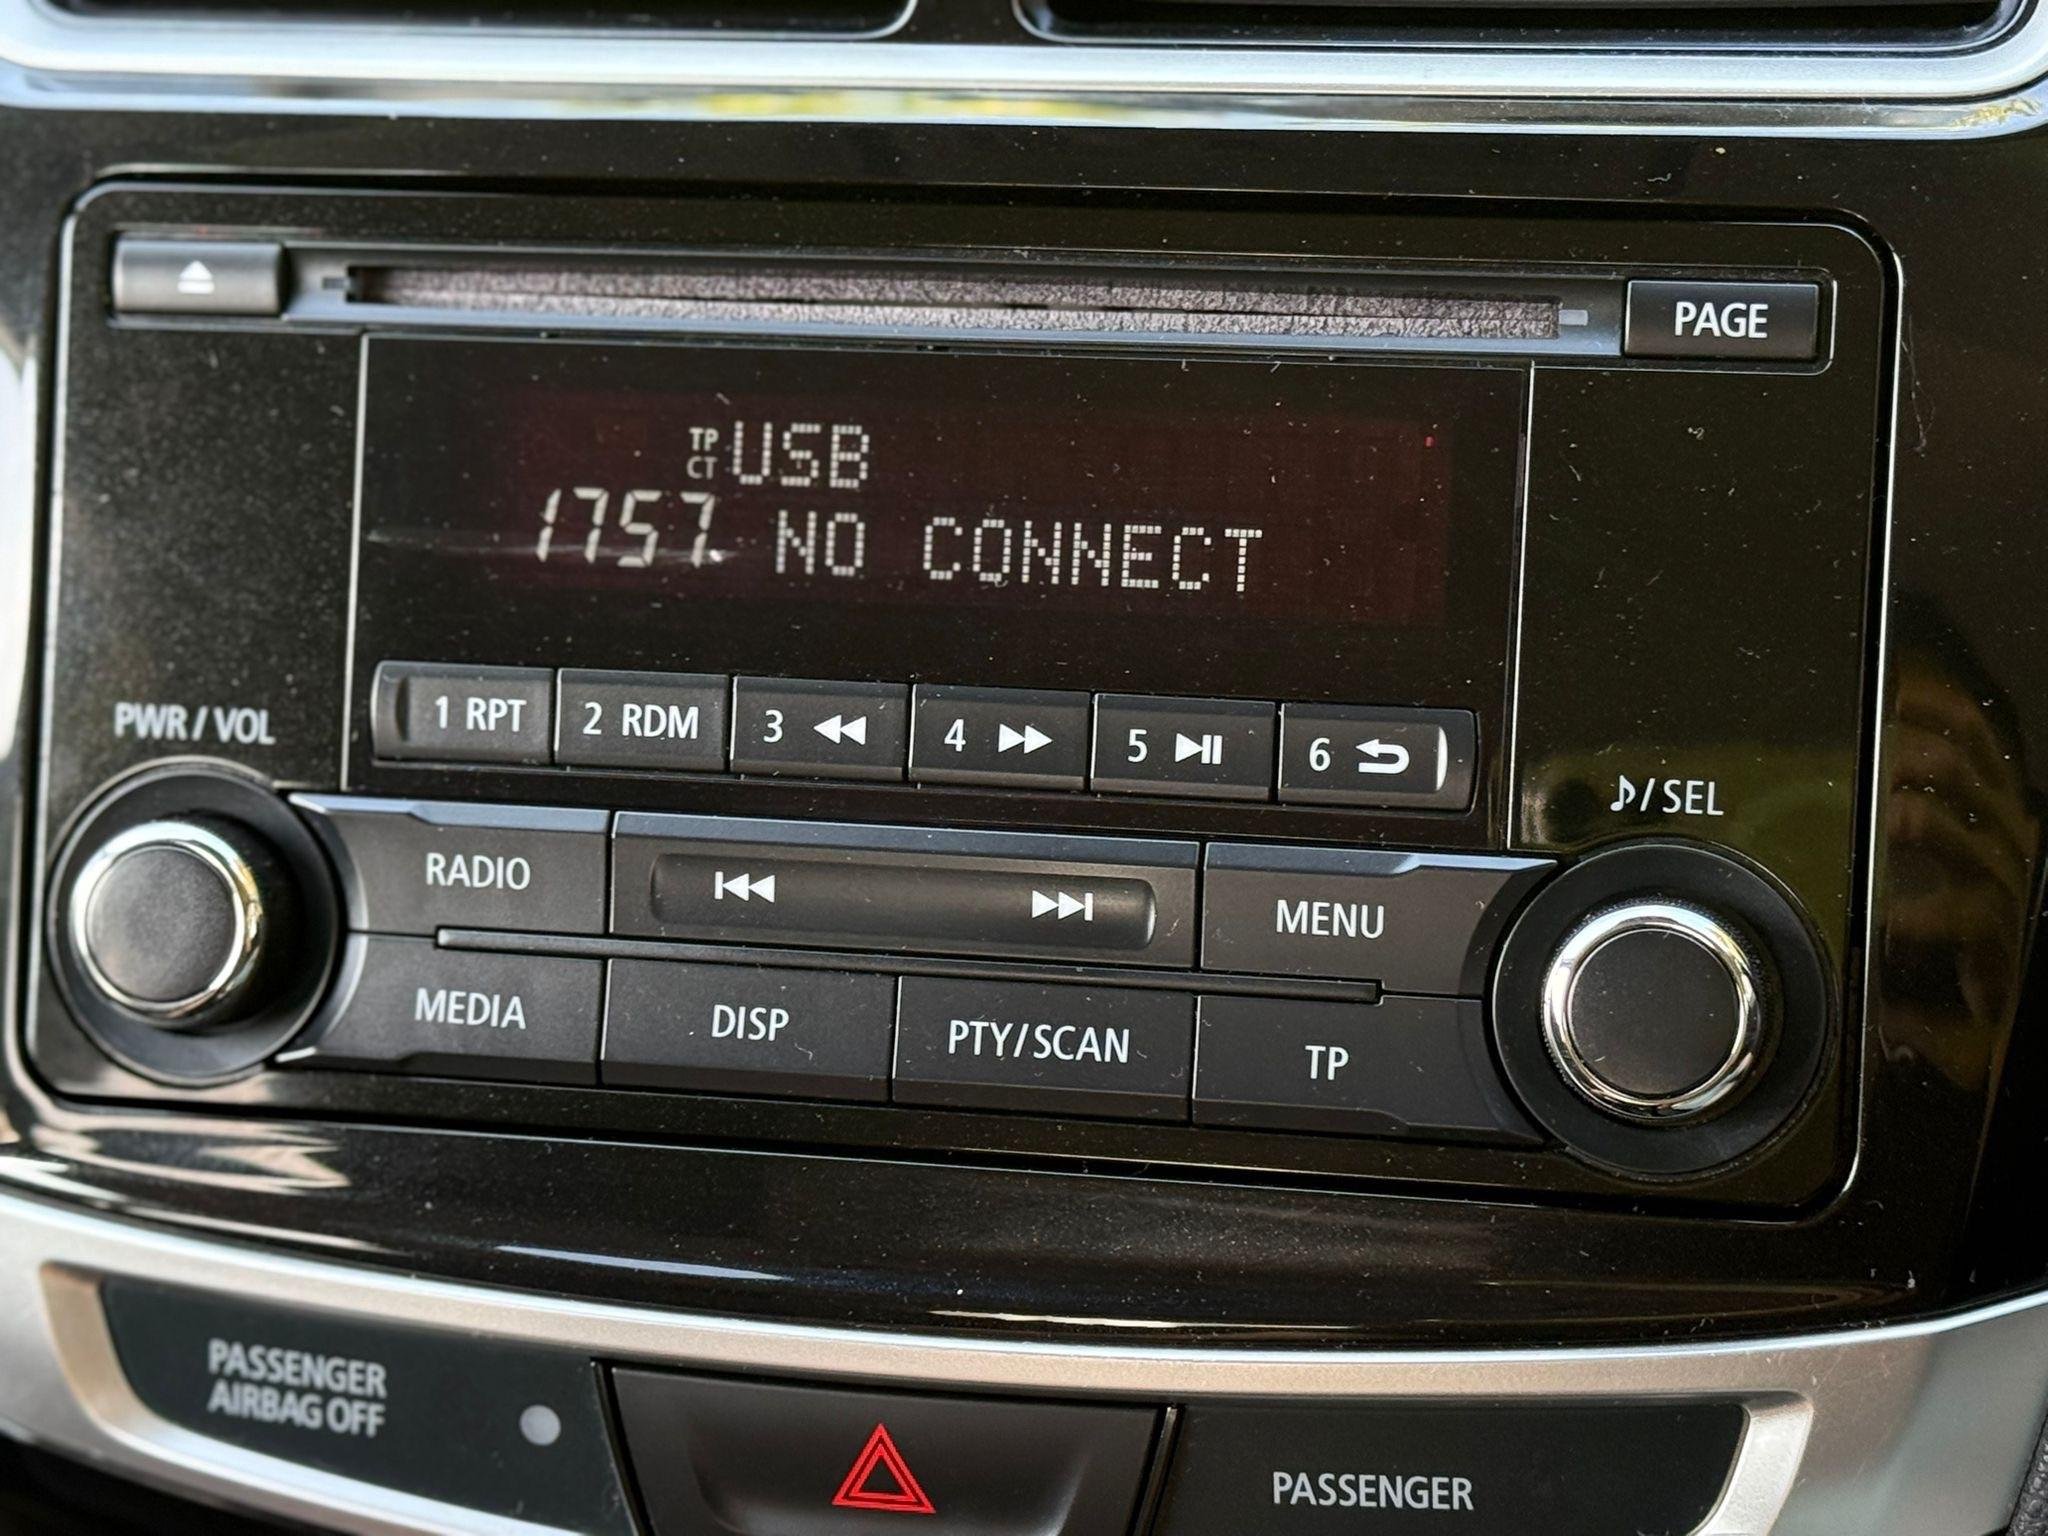 PAGE
TP USB
CT
1757 NO CONNECT
1 RPT 2 RDM 3 4 5 6
PWR / VOL
♪/ SEL
RADIO
MENU
MEDIA DISP PTY/SCAN TP
PASSENGER
AIRBAG OFF
PASSENGER